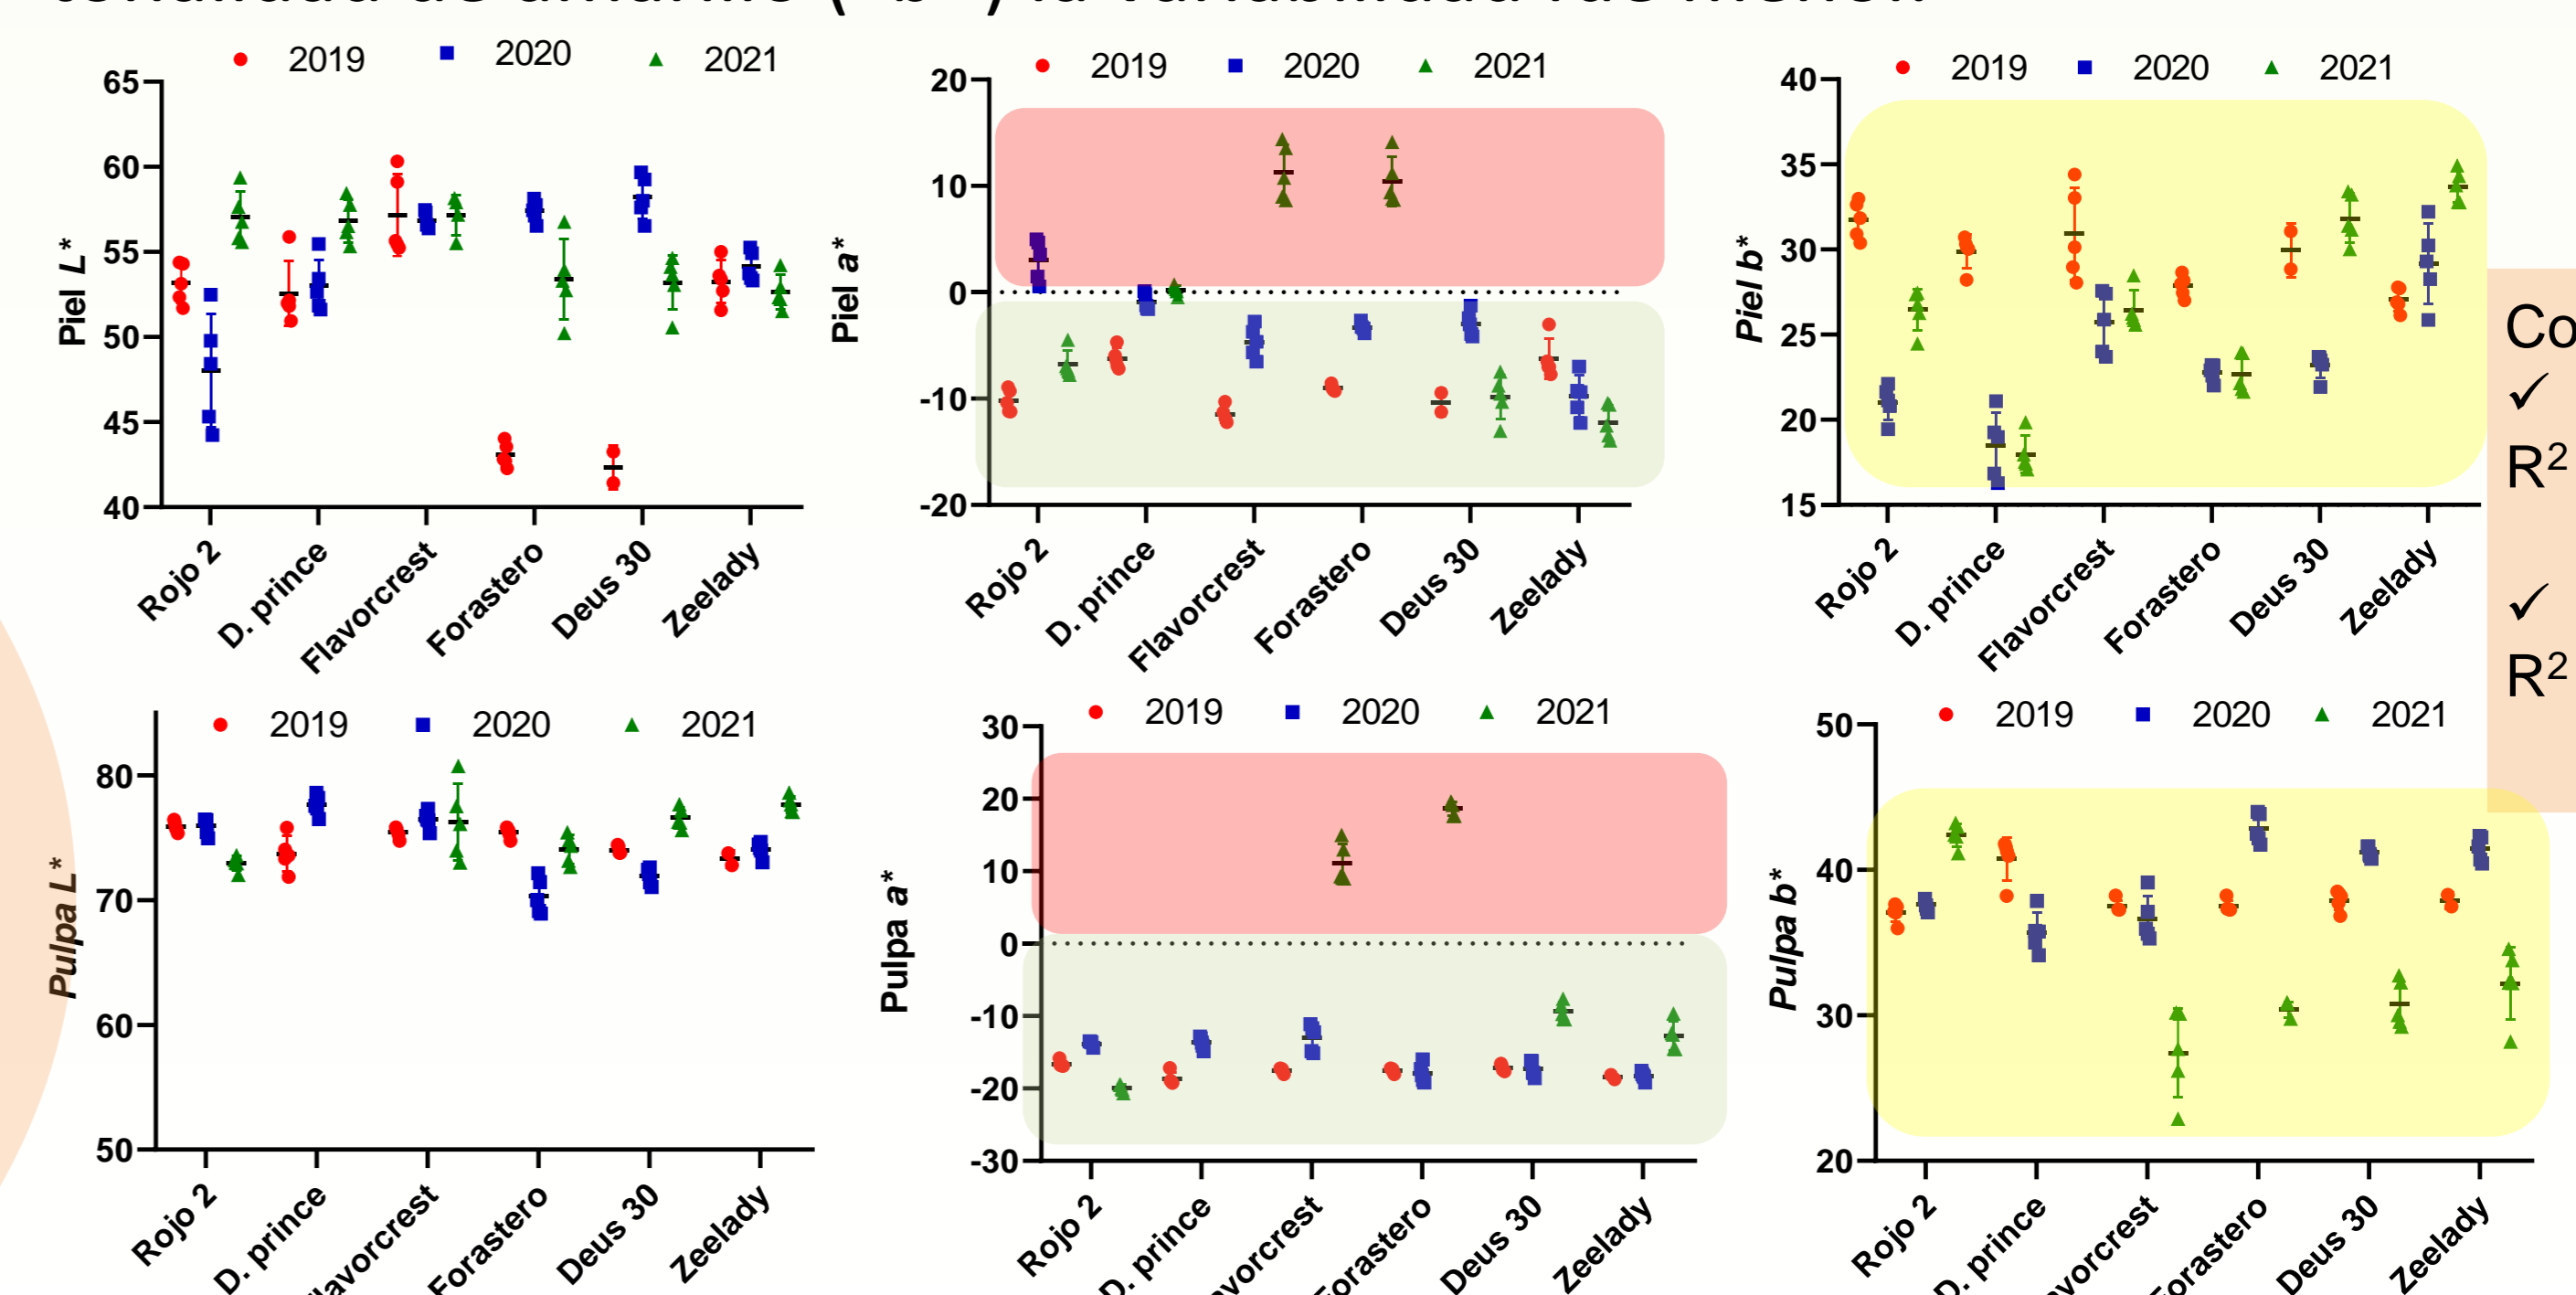 2019 2020 2021
65
60
55
50
45
40
Piel L*
Rojo 2
D. prince
Flavorcrest
Forastero
Deus 30
Zeelady
2019 2020 2021
20
10
0
-10
-20
Piel a*
Rojo 2
D. prince
Flavorcrest
Forastero
Deus 30
Zeelady
2019 2020 2021
40
35
30
25
20
15
Piel b*
Rojo 2
D. prince
Flavorcrest
Forastero
Deus 30
Zeelady
Co
✓
R²
✓
R²
2019 2020 2021
80
70
60
50
Pulpa L*
Rojo 2
D. prince
lavorcrest
Forastero
Deus 30
Zeelady
2019 2020 2021
30
20
10
0
-10
-20
-30
Pulpa a*
Rojo 2
D. prince
vorcrest
orastero
Deus 30
Zeelady
2019 2020 2021
50
40
30
20
Pulpa b*
Rojo 2
D. prince
vorcrest
orastero
Deus 30
Zeelady